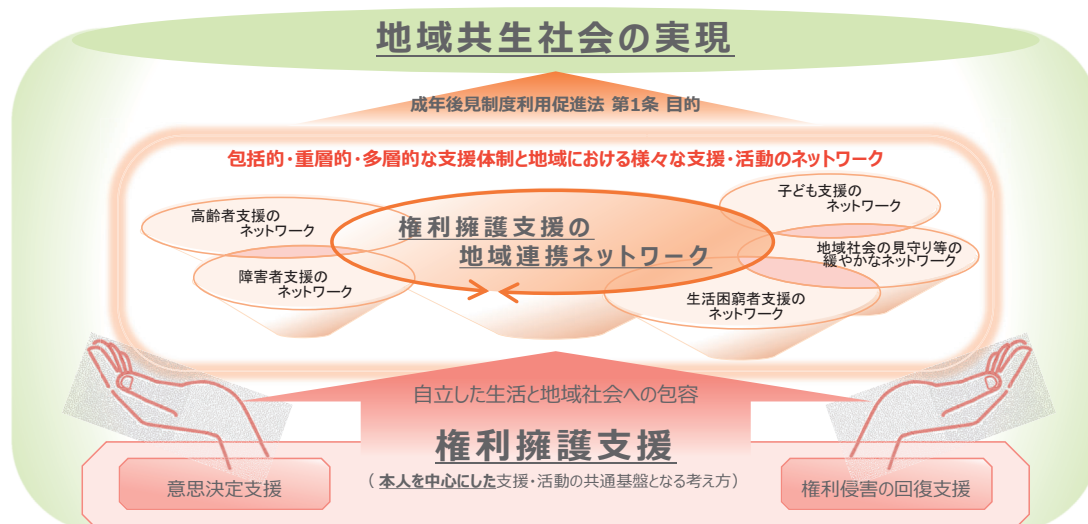 地域共生社会の実現
成年後見制度利用促進法 第1条 目的
包括的・重層的・多層的な支援体制と地域における様々な支援・活動のネットワーク
高齢者支援の
ネットワーク
障害者支援の
ネットワーク
権利擁護支援の
地域連携ネットワーク
子ども支援の
ネットワーク
地域社会の見守り等の
緩やかなネットワーク
生活困窮者支援の
ネットワーク
自立した生活と地域社会への包容
権利擁護支援
（ 本人を中心にした支援・活動の共通基盤となる考え方）
意思決定支援
権利侵害の回復支援